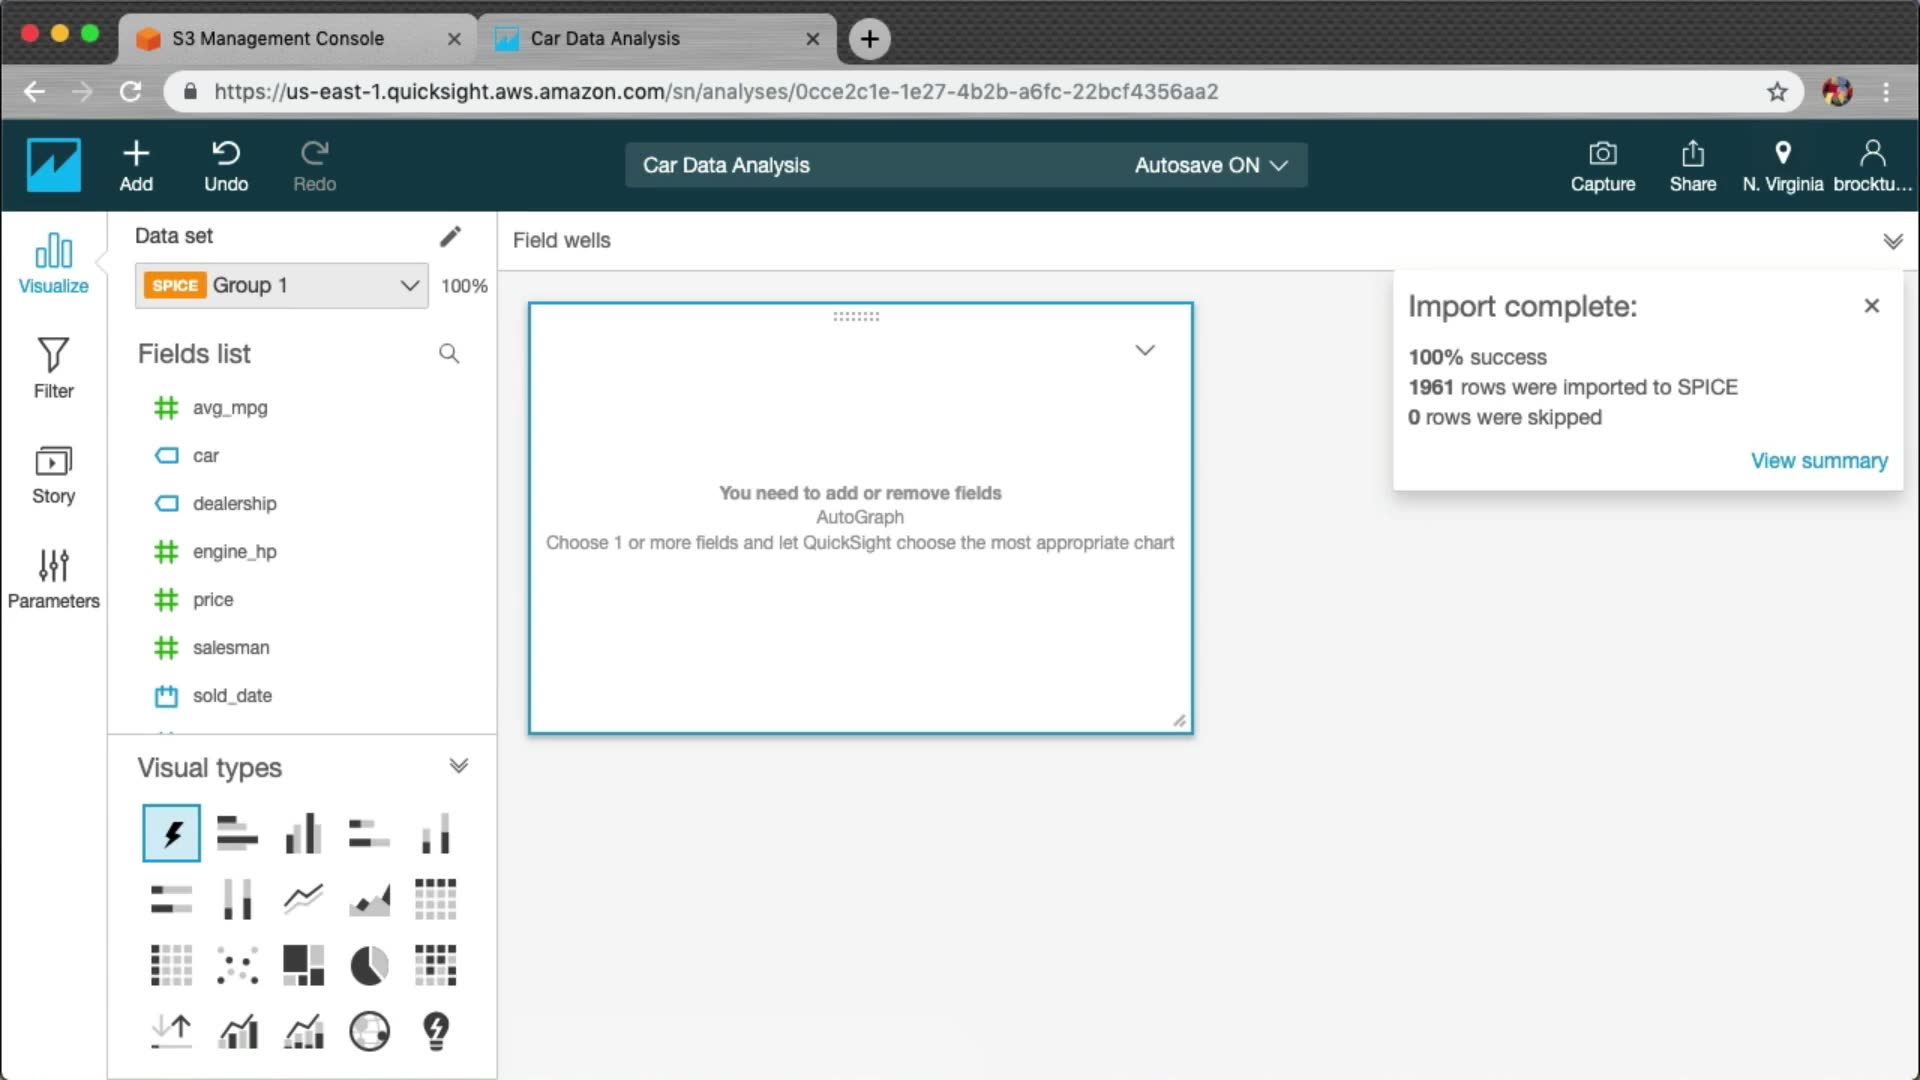 S3 Management Console
Car Data Analysis
https://us-east-1.quicksight.aws.amazon.com/sn/analyses/0cce2c1e-1e27-4b2b-a6fc-22bcf4356aa2
Add
Undo
Redo
Car Data Analysis
Autosave ON
Capture
Share
N. Virginia
brocktu...
Visualize
Filter
Story
Parameters
Data set
SPICE Group 1
100%
Fields list
avg_mpg
car
dealership
engine_hp
price
salesman
sold_date
Visual types
Field wells
You need to add or remove fields
AutoGraph
Choose 1 or more fields and let QuickSight choose the most appropriate chart
Import complete:
100% success
1961 rows were imported to SPICE
0 rows were skipped
View summary